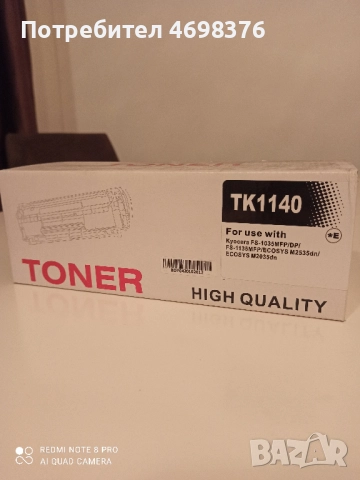 Потребител 4698376
TK1140
For use with
Kyocera FS-1035MFP/DP/
FS-1135MFP/ECOSYS M2535dn/
ECOSYS M2035dn
★E
TONER
HIGH QUALITY
REDMI NOTE 8 PRO
AI QUAD CAMERA
BAZAR